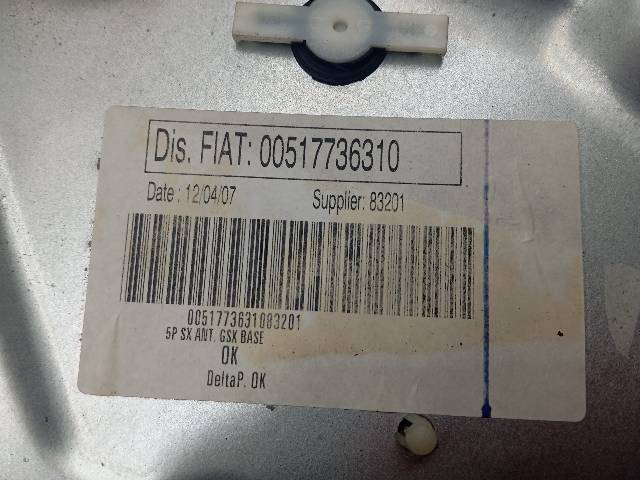 Dis. FIAT: 00517736310
Date : 12/04/07 Supplier: 83201
0051773631083201
5P SX ANT. GSX BASE
OK
DeltaP. OK